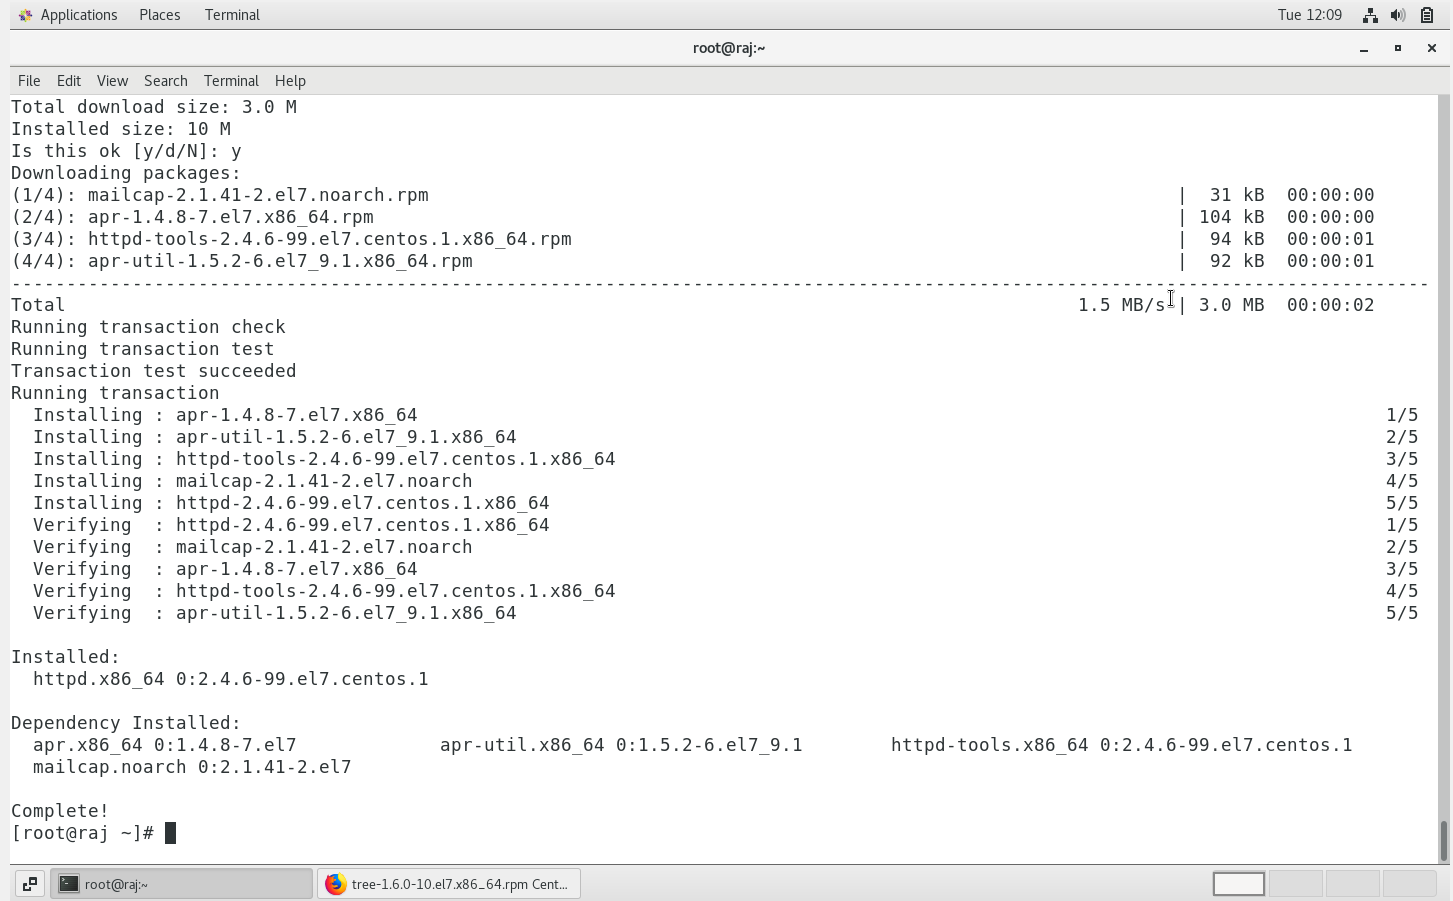 Applications Places Terminal Tue 12:09
root@raj:~
File Edit View Search Terminal Help
Total download size: 3.0 M
Installed size: 10 M
Is this ok [y/d/N]: y
Downloading packages:
(1/4): mailcap-2.1.41-2.el7.noarch.rpm | 31 kB 00:00:00
(2/4): apr-1.4.8-7.el7.x86_64.rpm | 104 kB 00:00:00
(3/4): httpd-tools-2.4.6-99.el7.centos.1.x86_64.rpm | 94 kB 00:00:01
(4/4): apr-util-1.5.2-6.el7_9.1.x86_64.rpm | 92 kB 00:00:01
--------------------------------------------------------------------------------------------------------------------------------
Total 1.5 MB/s | 3.0 MB 00:00:02
Running transaction check
Running transaction test
Transaction test succeeded
Running transaction
Installing : apr-1.4.8-7.el7.x86_64 1/5
Installing : apr-util-1.5.2-6.el7_9.1.x86_64 2/5
Installing : httpd-tools-2.4.6-99.el7.centos.1.x86_64 3/5
Installing : mailcap-2.1.41-2.el7.noarch 4/5
Installing : httpd-2.4.6-99.el7.centos.1.x86_64 5/5
Verifying : httpd-2.4.6-99.el7.centos.1.x86_64 1/5
Verifying : mailcap-2.1.41-2.el7.noarch 2/5
Verifying : apr-1.4.8-7.el7.x86_64 3/5
Verifying : httpd-tools-2.4.6-99.el7.centos.1.x86_64 4/5
Verifying : apr-util-1.5.2-6.el7_9.1.x86_64 5/5
Installed:
httpd.x86_64 0:2.4.6-99.el7.centos.1
Dependency Installed:
apr.x86_64 0:1.4.8-7.el7 apr-util.x86_64 0:1.5.2-6.el7_9.1 httpd-tools.x86_64 0:2.4.6-99.el7.centos.1
mailcap.noarch 0:2.1.41-2.el7
Complete!
[root@raj ~]#
root@raj:~ tree-1.6.0-10.el7.x86_64.rpm Cent...